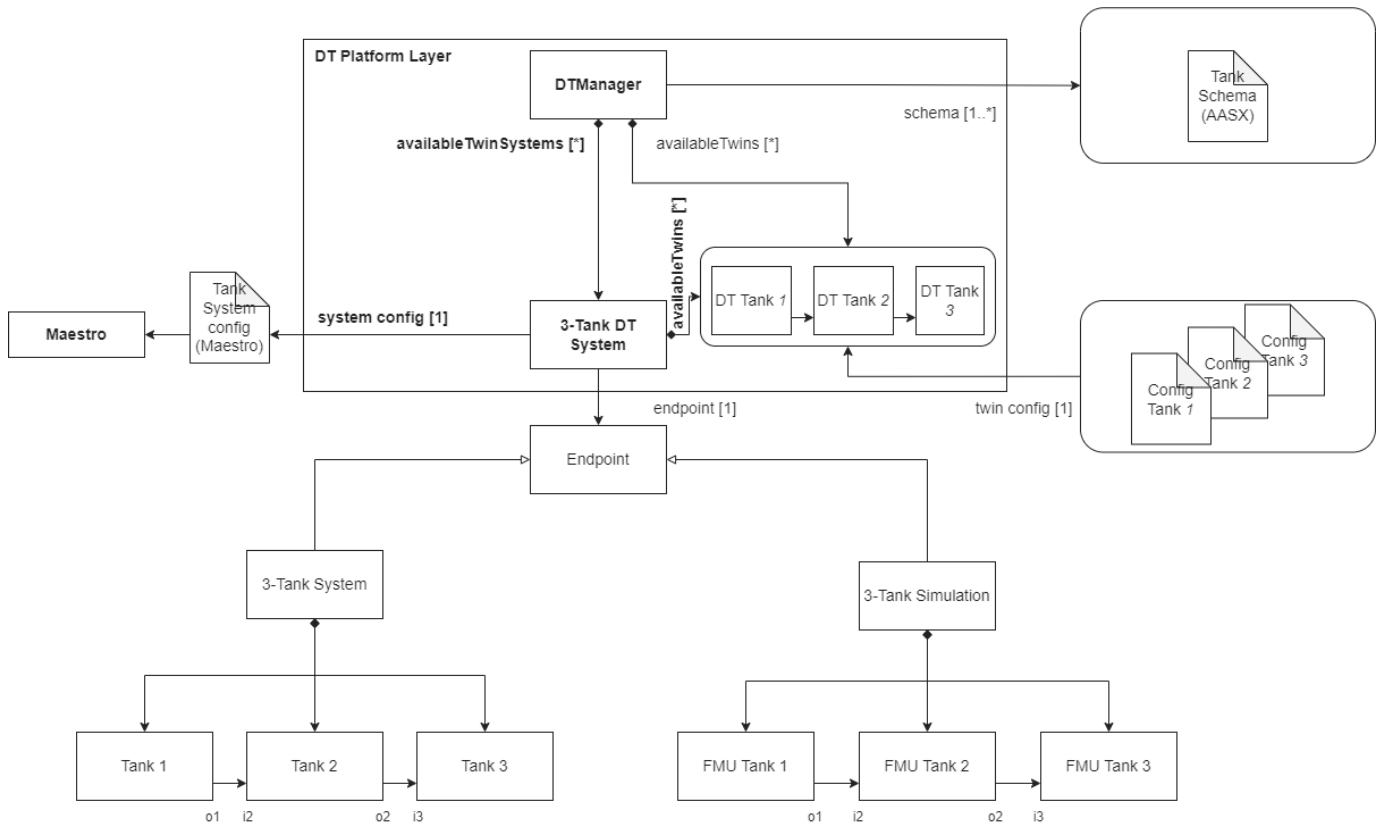 DT Platform Layer
DTManager
Tank
Schema
(AASX)
schema [1..*]
availableTwinSystems [*]
availableTwins [*]
availableTwins [*]
DT Tank 1
DT Tank 2
DT Tank
3
Tank
System
config
(Maestro)
Maestro
system config [1]
3-Tank DT
System
Config
Tank 3
Config
Tank 2
Config
Tank 1
endpoint [1]
twin config [1]
Endpoint
3-Tank System
3-Tank Simulation
Tank 1
Tank 2
Tank 3
FMU Tank 1
FMU Tank 2
FMU Tank 3
o1
i2
o2
i3
o1
i2
o2
i3